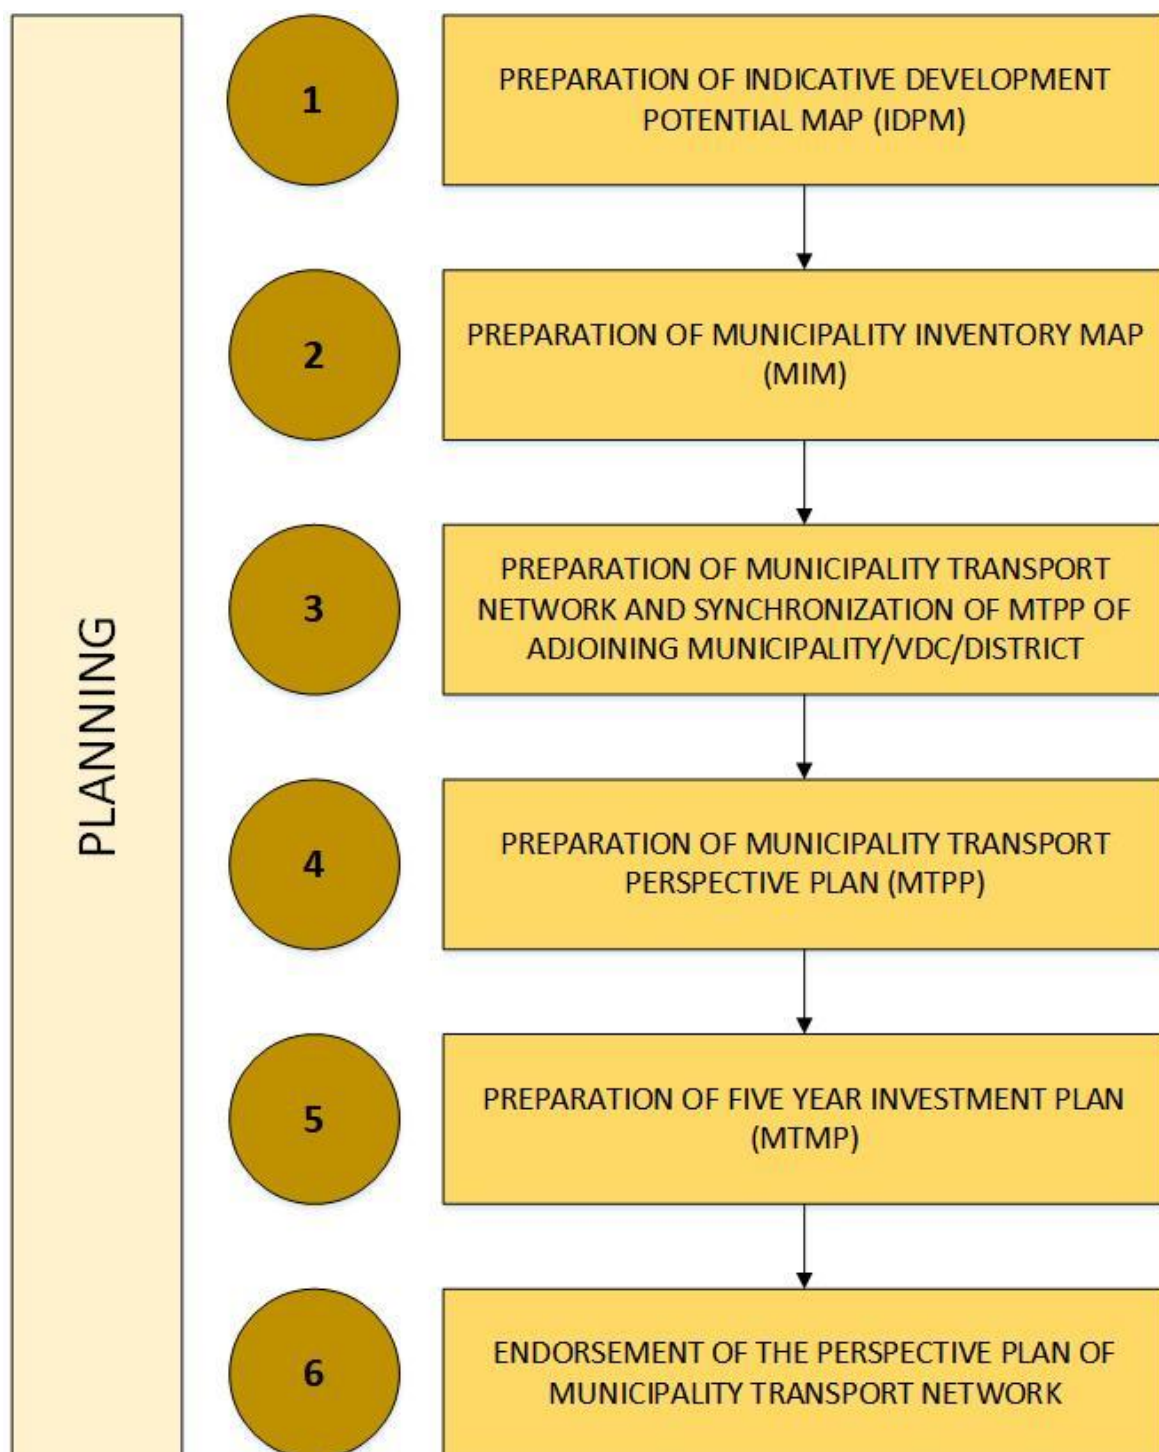 PLANNING
1
PREPARATION OF INDICATIVE DEVELOPMENT
POTENTIAL MAP (IDPM)
2
PREPARATION OF MUNICIPALITY INVENTORY MAP
(MIM)
3
PREPARATION OF MUNICIPALITY TRANSPORT
NETWORK AND SYNCHRONIZATION OF MTPP OF
ADJOINING MUNICIPALITY/VDC/DISTRICT
4
PREPARATION OF MUNICIPALITY TRANSPORT
PERSPECTIVE PLAN (MTPP)
5
PREPARATION OF FIVE YEAR INVESTMENT PLAN
(MTMP)
6
ENDORSEMENT OF THE PERSPECTIVE PLAN OF
MUNICIPALITY TRANSPORT NETWORK